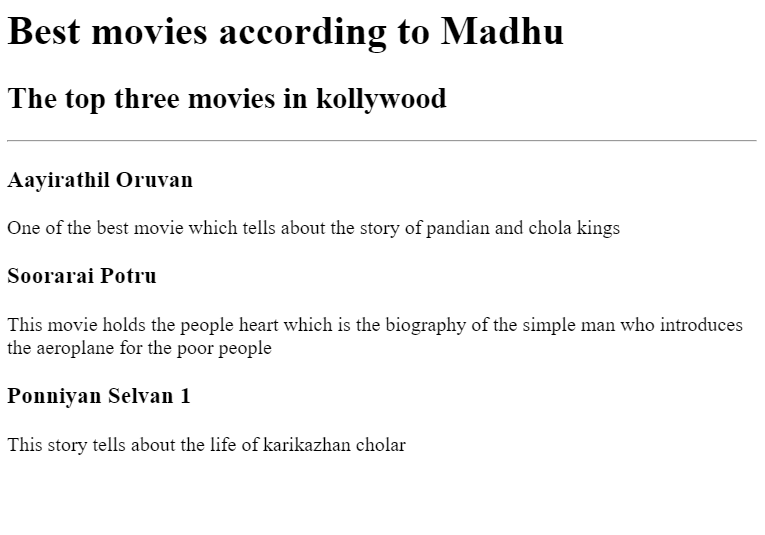 Best movies according to Madhu
The top three movies in kollywood
Aayirathil Oruvan
One of the best movie which tells about the story of pandian and chola kings
Soorarai Potru
This movie holds the people heart which is the biography of the simple man who introduces
the aeroplane for the poor people
Ponniyan Selvan 1
This story tells about the life of karikazhan cholar